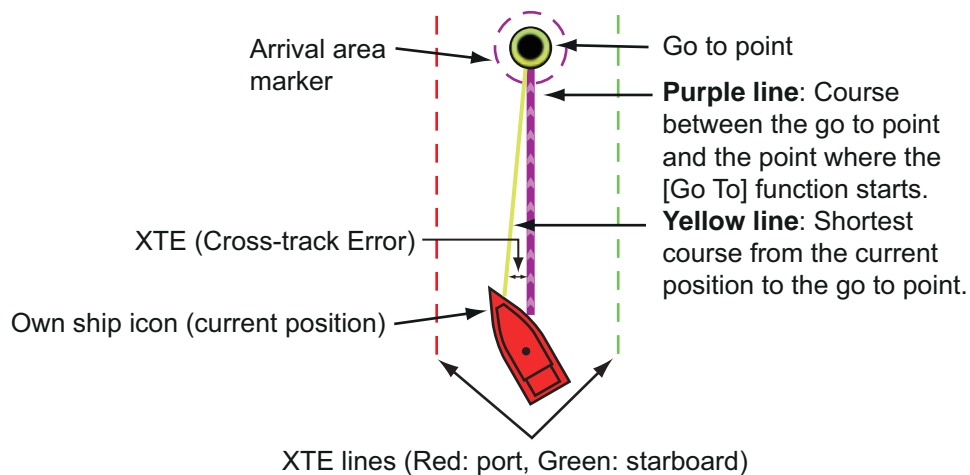 Arrival area
marker
Go to point
Purple line: Course
between the go to point
and the point where the
[Go To] function starts.
Yellow line: Shortest
course from the current
position to the go to point.
XTE (Cross-track Error)
Own ship icon (current position)
XTE lines (Red: port, Green: starboard)